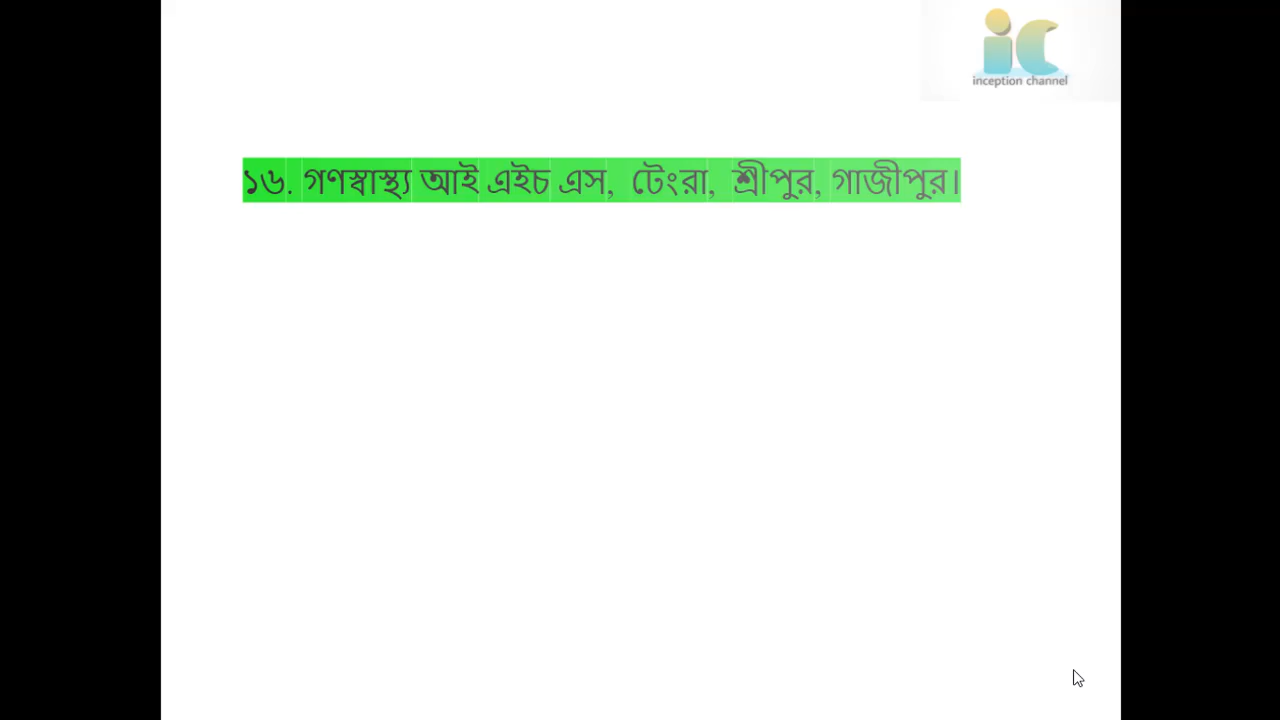 inception channel
১৬. গণস্বাস্থ্য আই এইচ এস, টেংরা, শ্রীপুর, গাজীপুর।